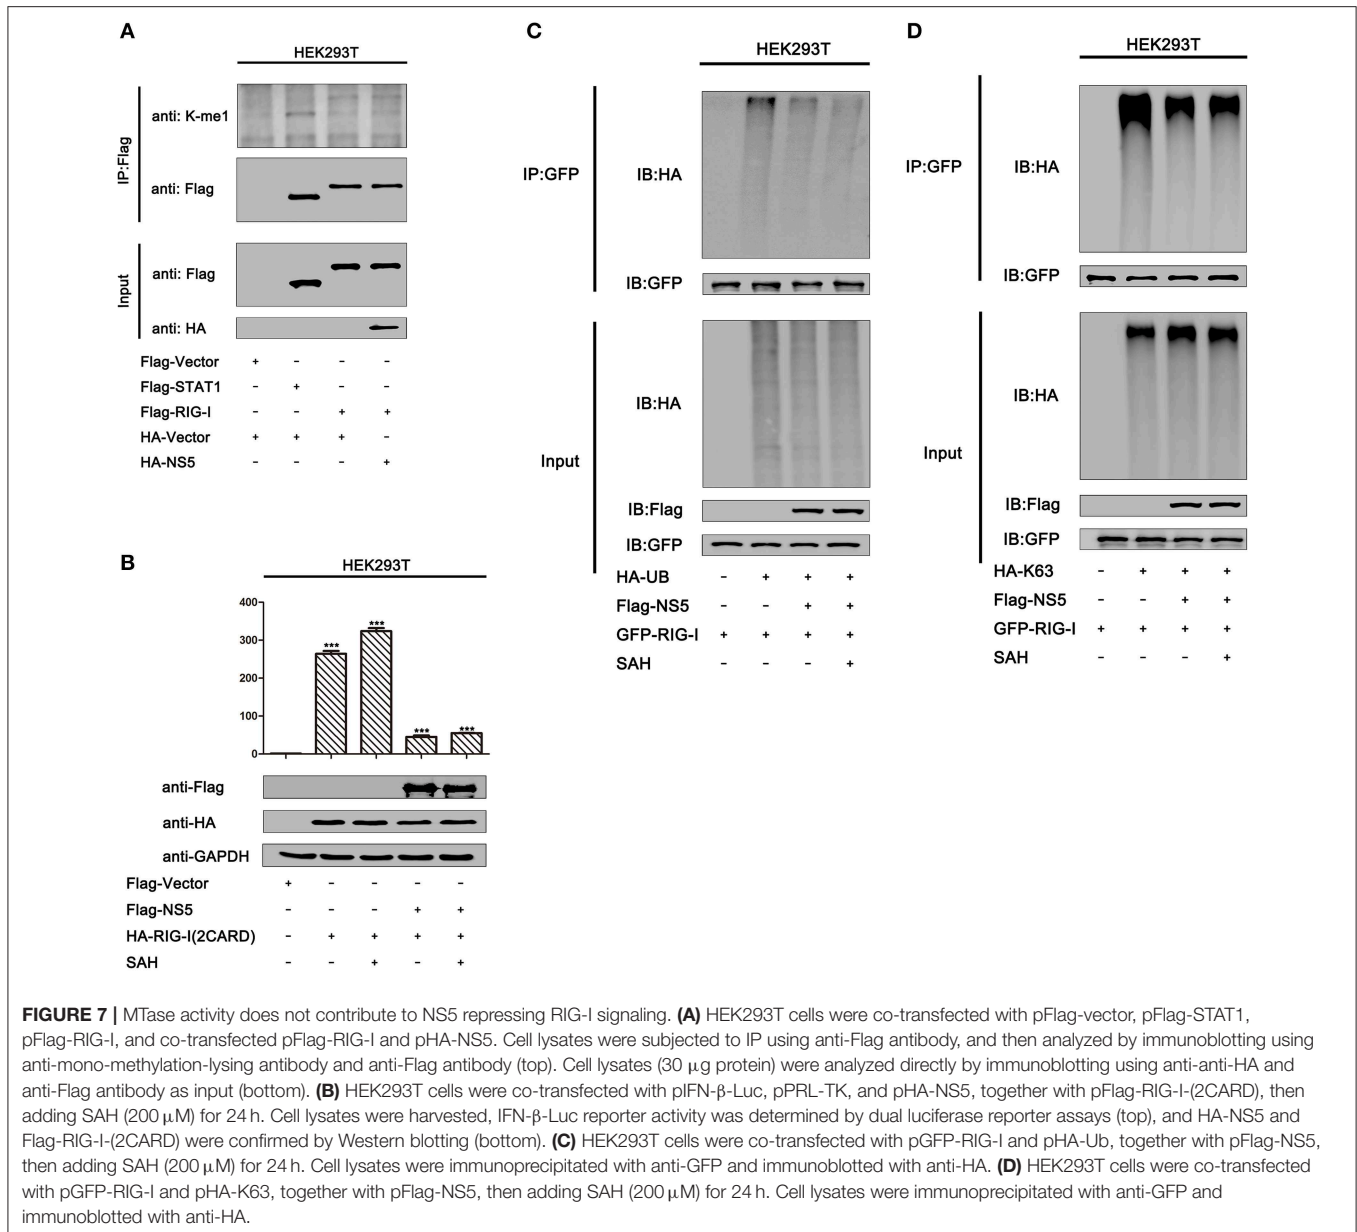 A
HEK293T
IP:Flag
anti: K-me1
anti: Flag
Input
anti: Flag
anti: HA
Flag-Vector + – – –
Flag-STAT1 – + – –
Flag-RIG-I – – + +
HA-Vector + + + –
HA-NS5 – – – +
B
HEK293T
400
300
200
100
0
***
***
***
***
anti-Flag
anti-HA
anti-GAPDH
Flag-Vector + – – – –
Flag-NS5 – – – + +
HA-RIG-I(2CARD) – + + + +
SAH – – + – +
C
HEK293T
IP:GFP
IB:HA
IB:GFP
Input
IB:HA
IB:Flag
IB:GFP
HA-UB – + + +
Flag-NS5 – – + +
GFP-RIG-I + + + +
SAH – – – +
D
HEK293T
IP:GFP
IB:HA
IB:GFP
Input
IB:HA
IB:Flag
IB:GFP
HA-K63 – + + +
Flag-NS5 – – + +
GFP-RIG-I + + + +
SAH – – – +
FIGURE 7 | MTase activity does not contribute to NS5 repressing RIG-I signaling. (A) HEK293T cells were co-transfected with pFlag-vector, pFlag-STAT1,
pFlag-RIG-I, and co-transfected pFlag-RIG-I and pHA-NS5. Cell lysates were subjected to IP using anti-Flag antibody, and then analyzed by immunoblotting using
anti-mono-methylation-lysing antibody and anti-Flag antibody (top). Cell lysates (30 μg protein) were analyzed directly by immunoblotting using anti-anti-HA and
anti-Flag antibody as input (bottom). (B) HEK293T cells were co-transfected with pIFN-β-Luc, pPRL-TK, and pHA-NS5, together with pFlag-RIG-I-(2CARD), then
adding SAH (200 μM) for 24 h. Cell lysates were harvested, IFN-β-Luc reporter activity was determined by dual luciferase reporter assays (top), and HA-NS5 and
Flag-RIG-I-(2CARD) were confirmed by Western blotting (bottom). (C) HEK293T cells were co-transfected with pGFP-RIG-I and pHA-Ub, together with pFlag-NS5,
then adding SAH (200 μM) for 24 h. Cell lysates were immunoprecipitated with anti-GFP and immunoblotted with anti-HA. (D) HEK293T cells were co-transfected
with pGFP-RIG-I and pHA-K63, together with pFlag-NS5, then adding SAH (200 μM) for 24 h. Cell lysates were immunoprecipitated with anti-GFP and
immunoblotted with anti-HA.